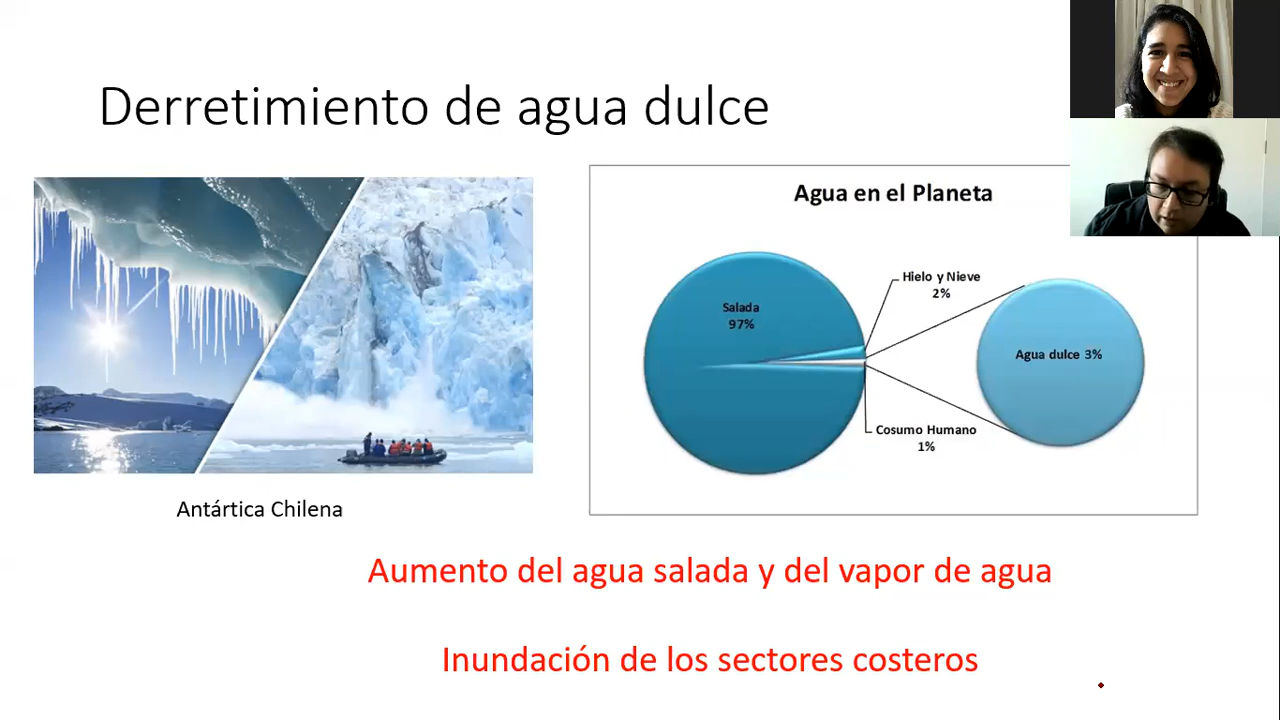 Derretimiento de agua dulce
Agua en el Planeta
Salada
97%
Hielo y Nieve
2%
Agua dulce 3%
Cosumo Humano
1%
Antártica Chilena
Aumento del agua salada y del vapor de agua
Inundación de los sectores costeros